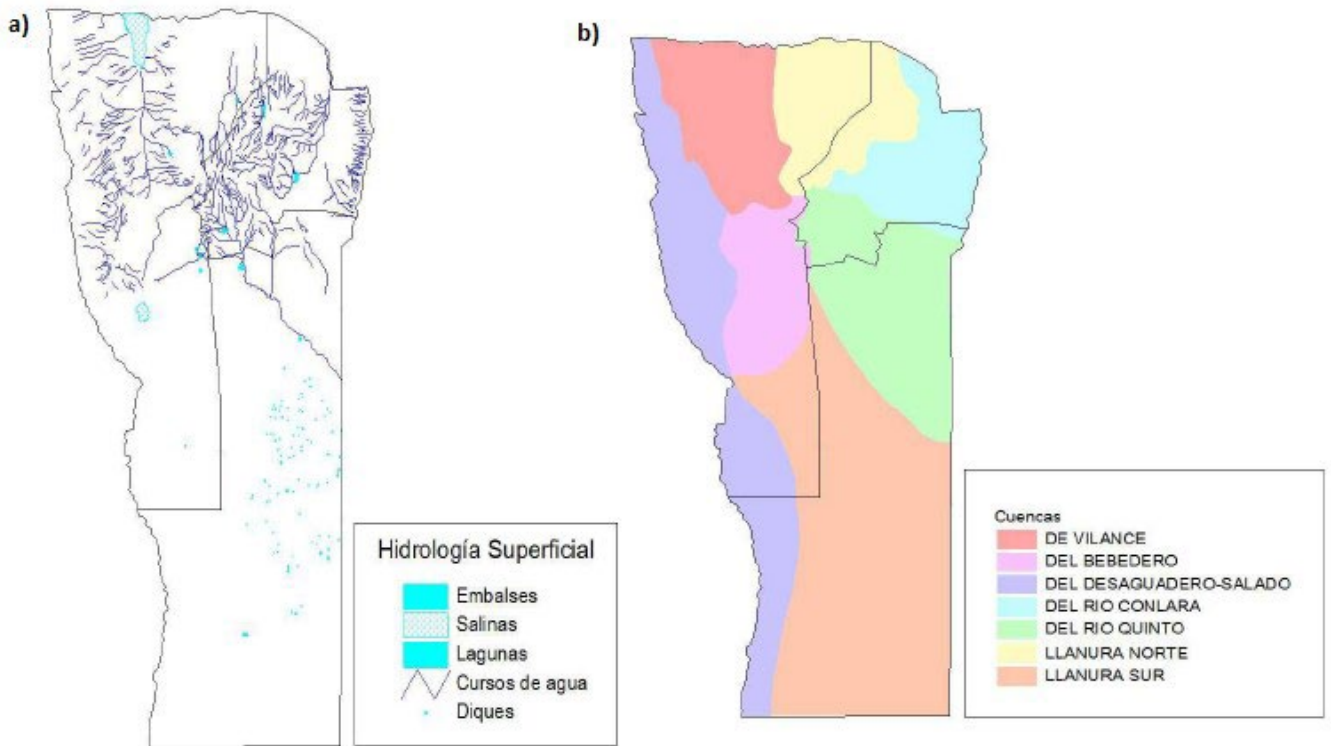 a)
Hidrología Superficial
Embalses
Salinas
Lagunas
Cursos de agua
Diques
b)
Cuencas
DE VILANCE
DEL BEBEDERO
DEL DESAGUADERO-SALADO
DEL RIO CONLARA
DEL RIO QUINTO
LLANURA NORTE
LLANURA SUR